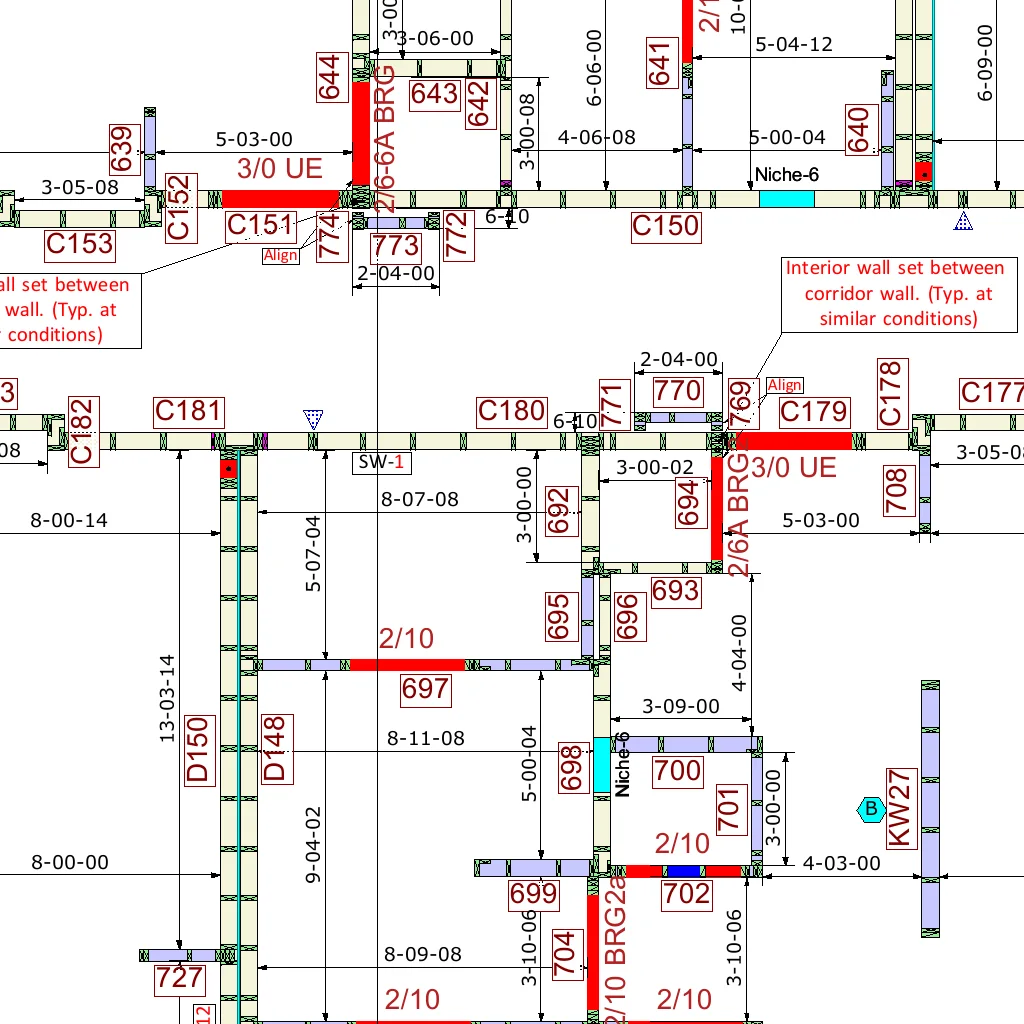 3-00
3-06-00
2/1
10-0
5-04-12
644
643
642
2/6-6A BRG
6-06-00
641
6-09-00
639
5-03-00
3/0 UE
3-00-08
4-06-08
5-00-04
640
Niche-6
3-05-08
C152
C153
C151
774
773
772
6-10
C150
Align
2-04-00
all set between
wall. (Typ. at
conditions)
Interior wall set between
corridor wall. (Typ. at
similar conditions)
3
C182
C181
C180
2-04-00
771
770
769
Align
C179
C178
C177
6-10
08
SW-1
3-00-02
3/0 UE
3-05-0
8-00-14
8-07-08
5-07-04
3-00-00
692
694
2/6A BRG
5-03-00
708
693
695
696
2/10
697
4-04-00
13-03-14
3-09-00
D150
D148
8-11-08
5-00-04
698
Niche-6
700
701
3-00-00
B
KW27
2/10
9-04-02
8-00-00
4-03-00
699
702
3-10-06
704
2/10 BRG2a
3-10-06
8-09-08
727
2/10
2/10
12